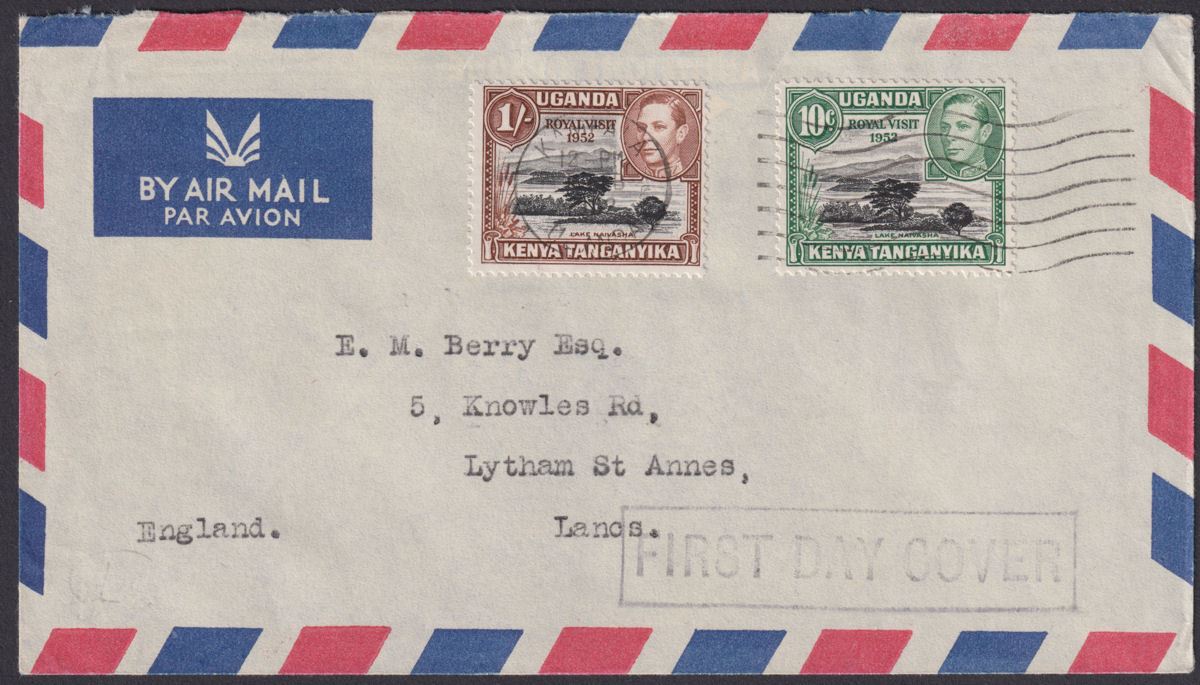 BY AIR MAIL
PAR AVION
1/-
UGANDA
ROYAL VISIT
1952
LAKE NAIVASHA
KENYA TANGANYIKA
10c
UGANDA
ROYAL VISIT
1952
LAKE NAIVASHA
KENYA TANGANYIKA
E. M. Berry Esq.
5, Knowles Rd,
Lytham St Annes,
England. Lancs.
FIRST DAY COVER